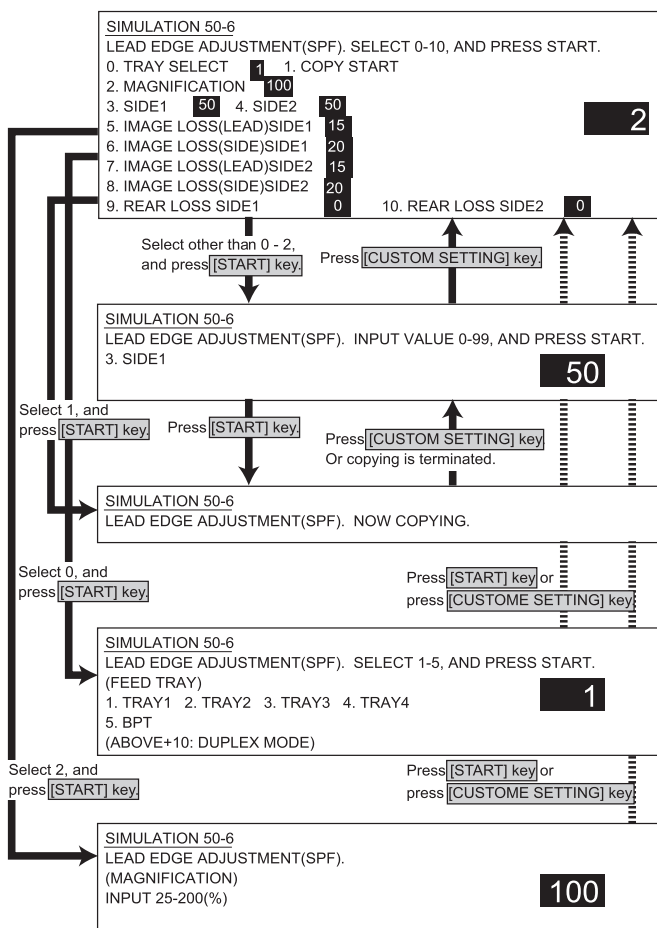 SIMULATION 50-6
LEAD EDGE ADJUSTMENT(SPF). SELECT 0-10, AND PRESS START.
0. TRAY SELECT 1 1. COPY START
2. MAGNIFICATION 100
3. SIDE1 50 4. SIDE2 50
2
5. IMAGE LOSS(LEAD)SIDE1 15
6. IMAGE LOSS(SIDE)SIDE1 20
7. IMAGE LOSS(LEAD)SIDE2 15
8. IMAGE LOSS(SIDE)SIDE2 20
9. REAR LOSS SIDE1 0 10. REAR LOSS SIDE2 0
Select other than 0 - 2,
and press [START] key.
Press [CUSTOM SETTING] key.
SIMULATION 50-6
LEAD EDGE ADJUSTMENT(SPF). INPUT VALUE 0-99, AND PRESS START.
3. SIDE1
50
Select 1, and
press [START] key.
Press [START] key.
Press [CUSTOM SETTING] key
Or copying is terminated.
SIMULATION 50-6
LEAD EDGE ADJUSTMENT(SPF). NOW COPYING.
Select 0, and
press [START] key.
Press [START] key or
press [CUSTOME SETTING] key
SIMULATION 50-6
LEAD EDGE ADJUSTMENT(SPF). SELECT 1-5, AND PRESS START.
(FEED TRAY)
1. TRAY1 2. TRAY2 3. TRAY3 4. TRAY4
1
5. BPT
(ABOVE+10: DUPLEX MODE)
Select 2, and
press [START] key.
Press [START] key or
press [CUSTOME SETTING] key
SIMULATION 50-6
LEAD EDGE ADJUSTMENT(SPF).
(MAGNIFICATION)
INPUT 25-200(%)
100